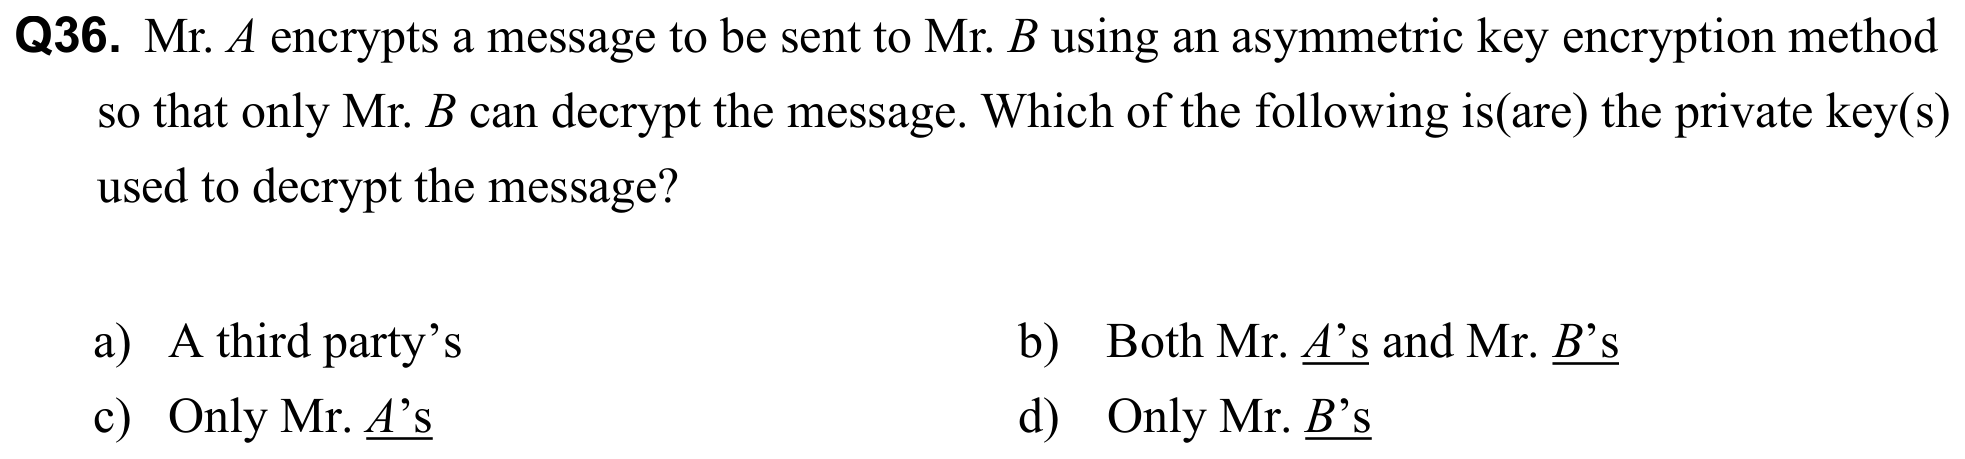 Q36. Mr. A encrypts a message to be sent to Mr. B using an asymmetric key encryption method
so that only Mr. B can decrypt the message. Which of the following is(are) the private key(s)
used to decrypt the message?
a) A third party’s b) Both Mr. A’s and Mr. B’s
c) Only Mr. A’s d) Only Mr. B’s